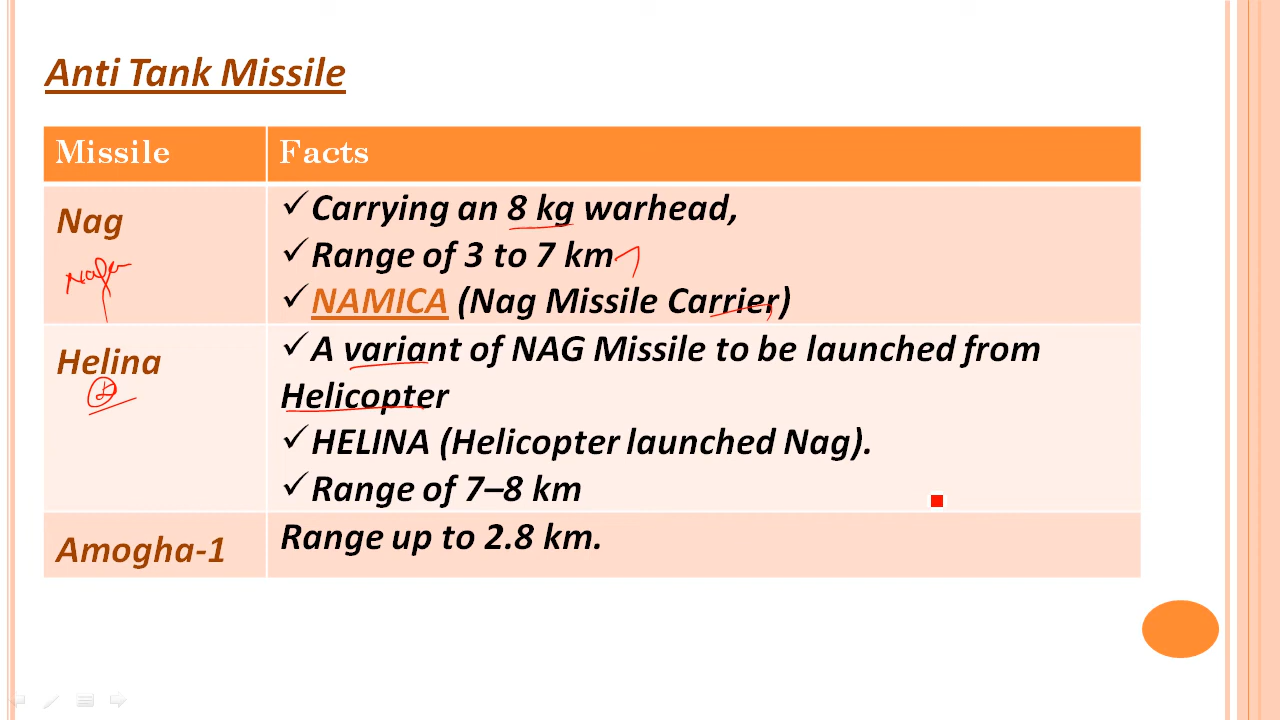 Anti Tank Missile
Missile
Facts
Nag
✓Carrying an 8 kg warhead,
✓Range of 3 to 7 km
✓NAMICA (Nag Missile Carrier)
Helina
✓A variant of NAG Missile to be launched from
Helicopter
✓HELINA (Helicopter launched Nag).
✓Range of 7–8 km
Amogha-1
Range up to 2.8 km.